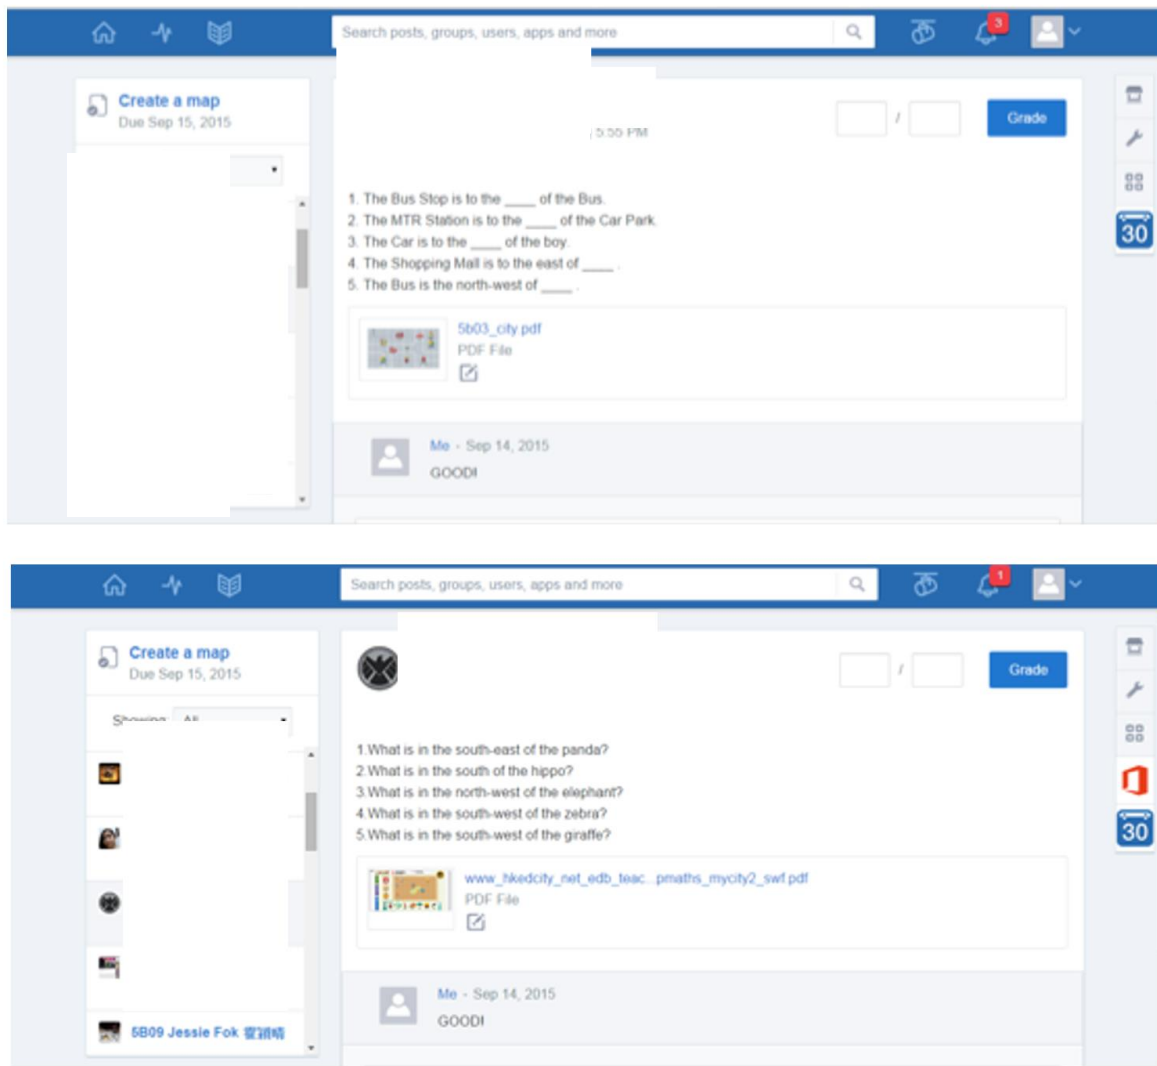 Search posts, groups, users, apps and more
3
Create a map
Due Sep 15, 2015
5:55 PM
/
Grade
30
1. The Bus Stop is to the ____ of the Bus.
2. The MTR Station is to the ____ of the Car Park.
3. The Car is to the ____ of the boy.
4. The Shopping Mall is to the east of ____ .
5. The Bus is the north-west of ____ .
5b03_city.pdf
PDF File
Me - Sep 14, 2015
GOOD!
Search posts, groups, users, apps and more
1
Create a map
Due Sep 15, 2015
/
Grade
Showing: All
30
1.What is in the south-east of the panda?
2.What is in the south of the hippo?
3.What is in the north-west of the elephant?
4.What is in the south-west of the zebra?
5.What is in the south-west of the giraffe?
www_hkedcity_net_edb_teac...pmaths_mycity2_swf.pdf
PDF File
Me - Sep 14, 2015
GOOD!
5B09 Jessie Fok